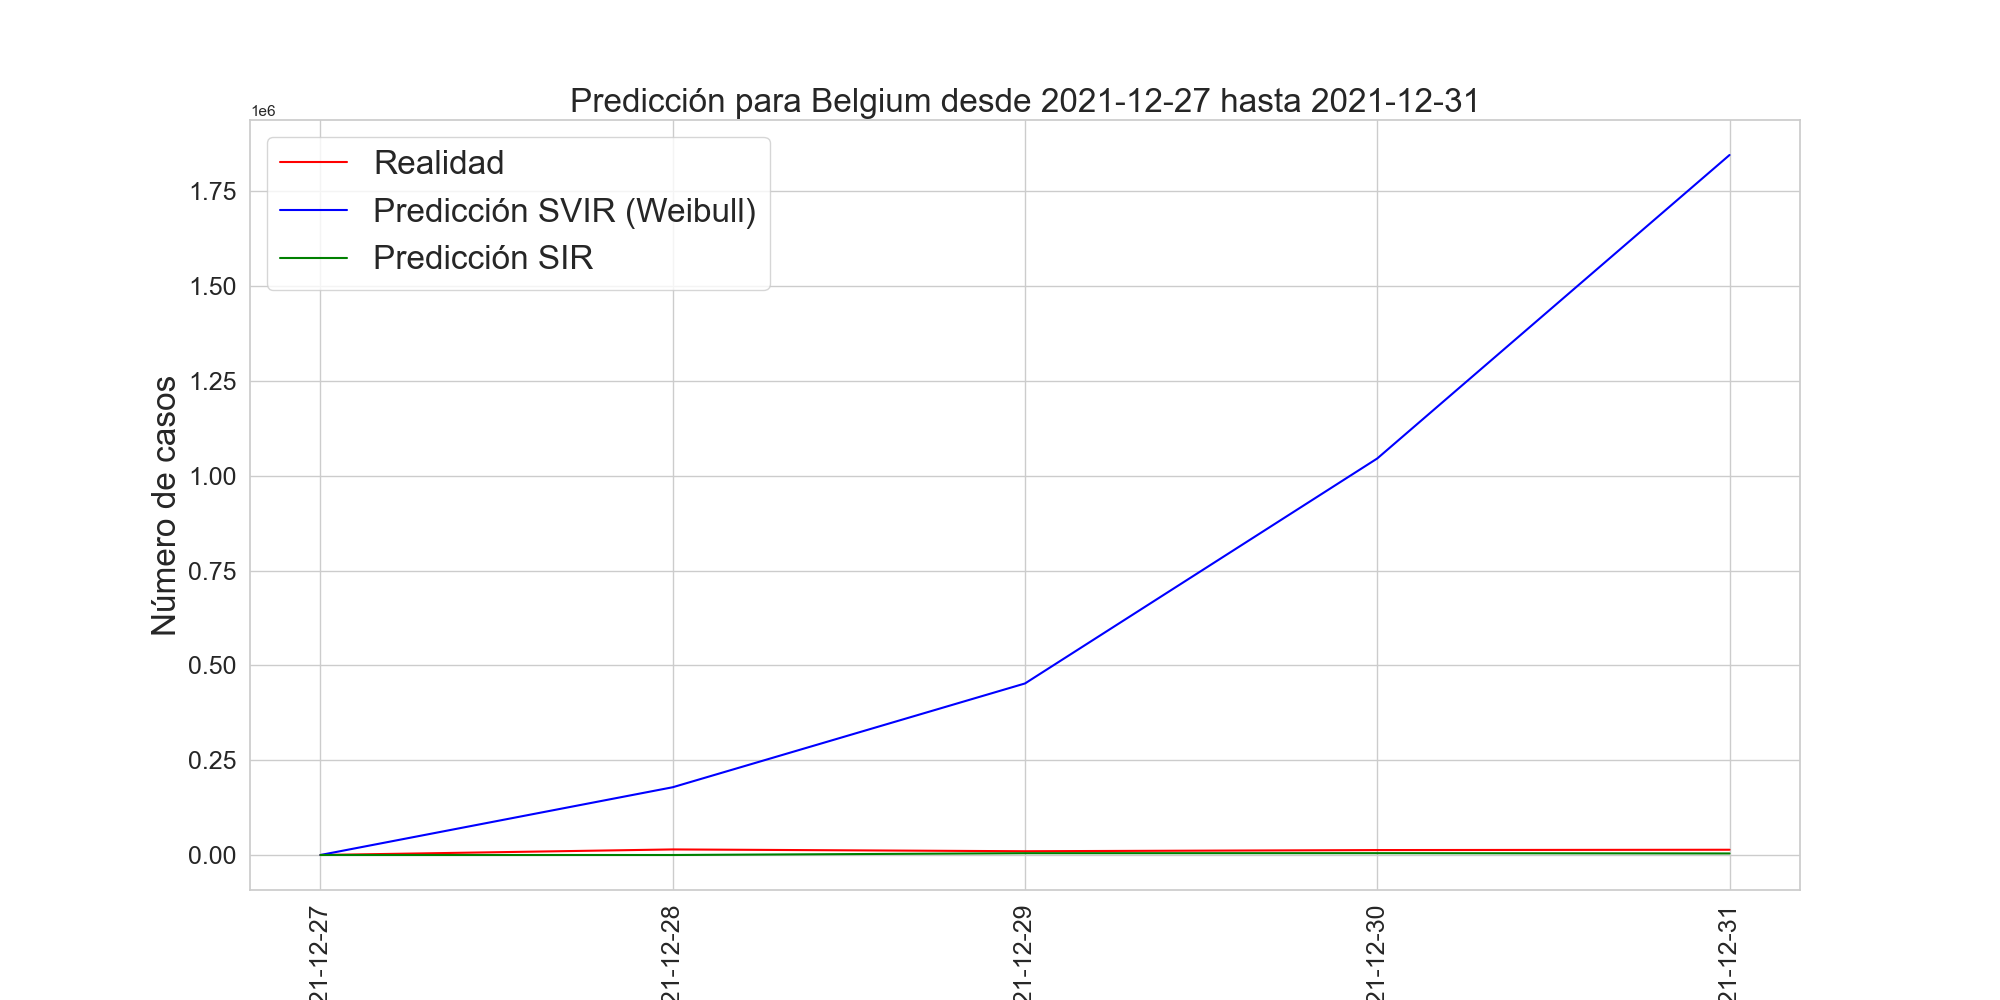 Predicción para Belgium desde 2021-12-27 hasta 2021-12-31
1e6
Realidad
Predicción SVIR (Weibull)
Predicción SIR
1.75
1.50
1.25
1.00
0.75
0.50
0.25
0.00
Número de casos
21-12-27
21-12-28
21-12-29
21-12-30
21-12-31